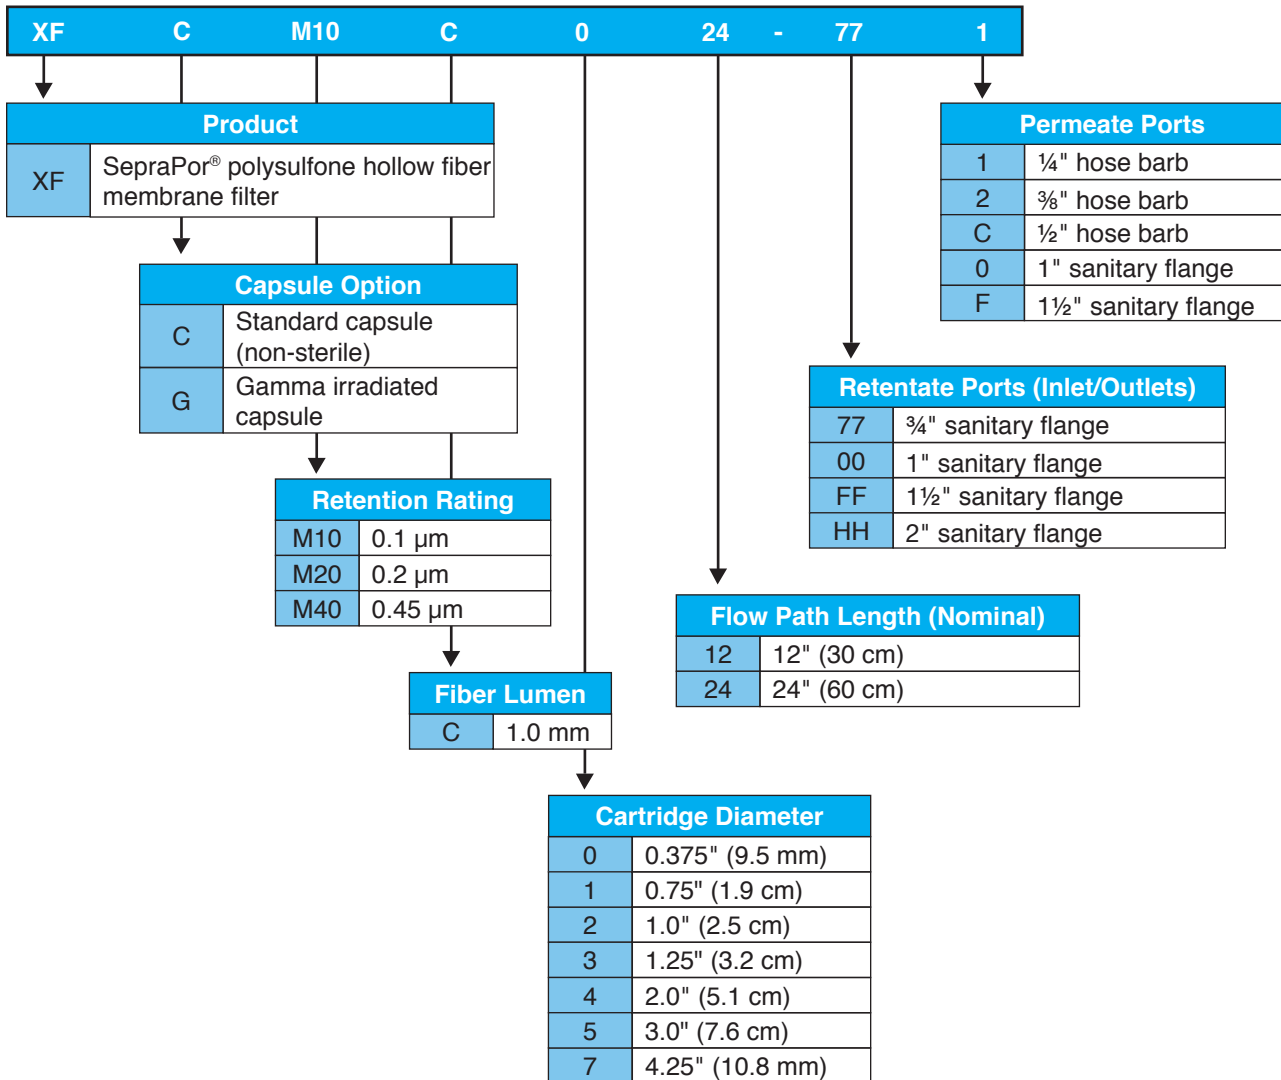 XF C M10 C 0 24 - 77 1
Product
XF SepraPor® polysulfone hollow fiber
membrane filter
Permeate Ports
1 ¼" hose barb
2 ⅜" hose barb
C ½" hose barb
0 1" sanitary flange
F 1½" sanitary flange
Capsule Option
C Standard capsule
(non-sterile)
G Gamma irradiated
capsule
Retentate Ports (Inlet/Outlets)
77 ¾" sanitary flange
00 1" sanitary flange
FF 1½" sanitary flange
HH 2" sanitary flange
Retention Rating
M10 0.1 µm
M20 0.2 µm
M40 0.45 µm
Flow Path Length (Nominal)
12 12" (30 cm)
24 24" (60 cm)
Fiber Lumen
C 1.0 mm
Cartridge Diameter
0 0.375" (9.5 mm)
1 0.75" (1.9 cm)
2 1.0" (2.5 cm)
3 1.25" (3.2 cm)
4 2.0" (5.1 cm)
5 3.0" (7.6 cm)
7 4.25" (10.8 mm)